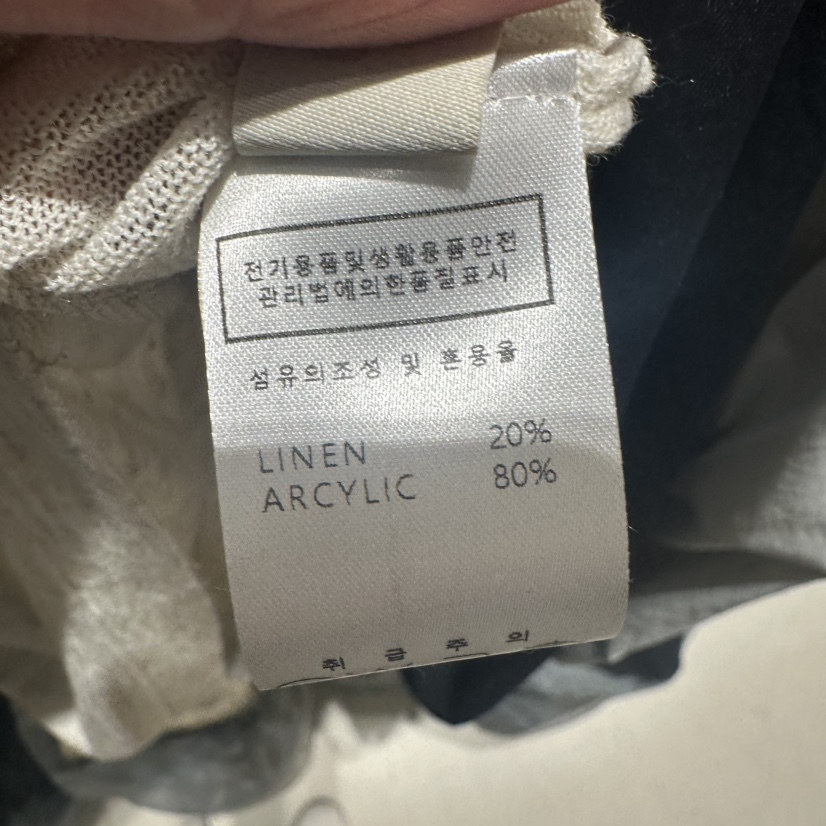 전기용품및생활용품안전
관리법에의한품질표시
섬유의조성 및 혼용율
LINEN 20%
ARCYLIC 80%
취급주의